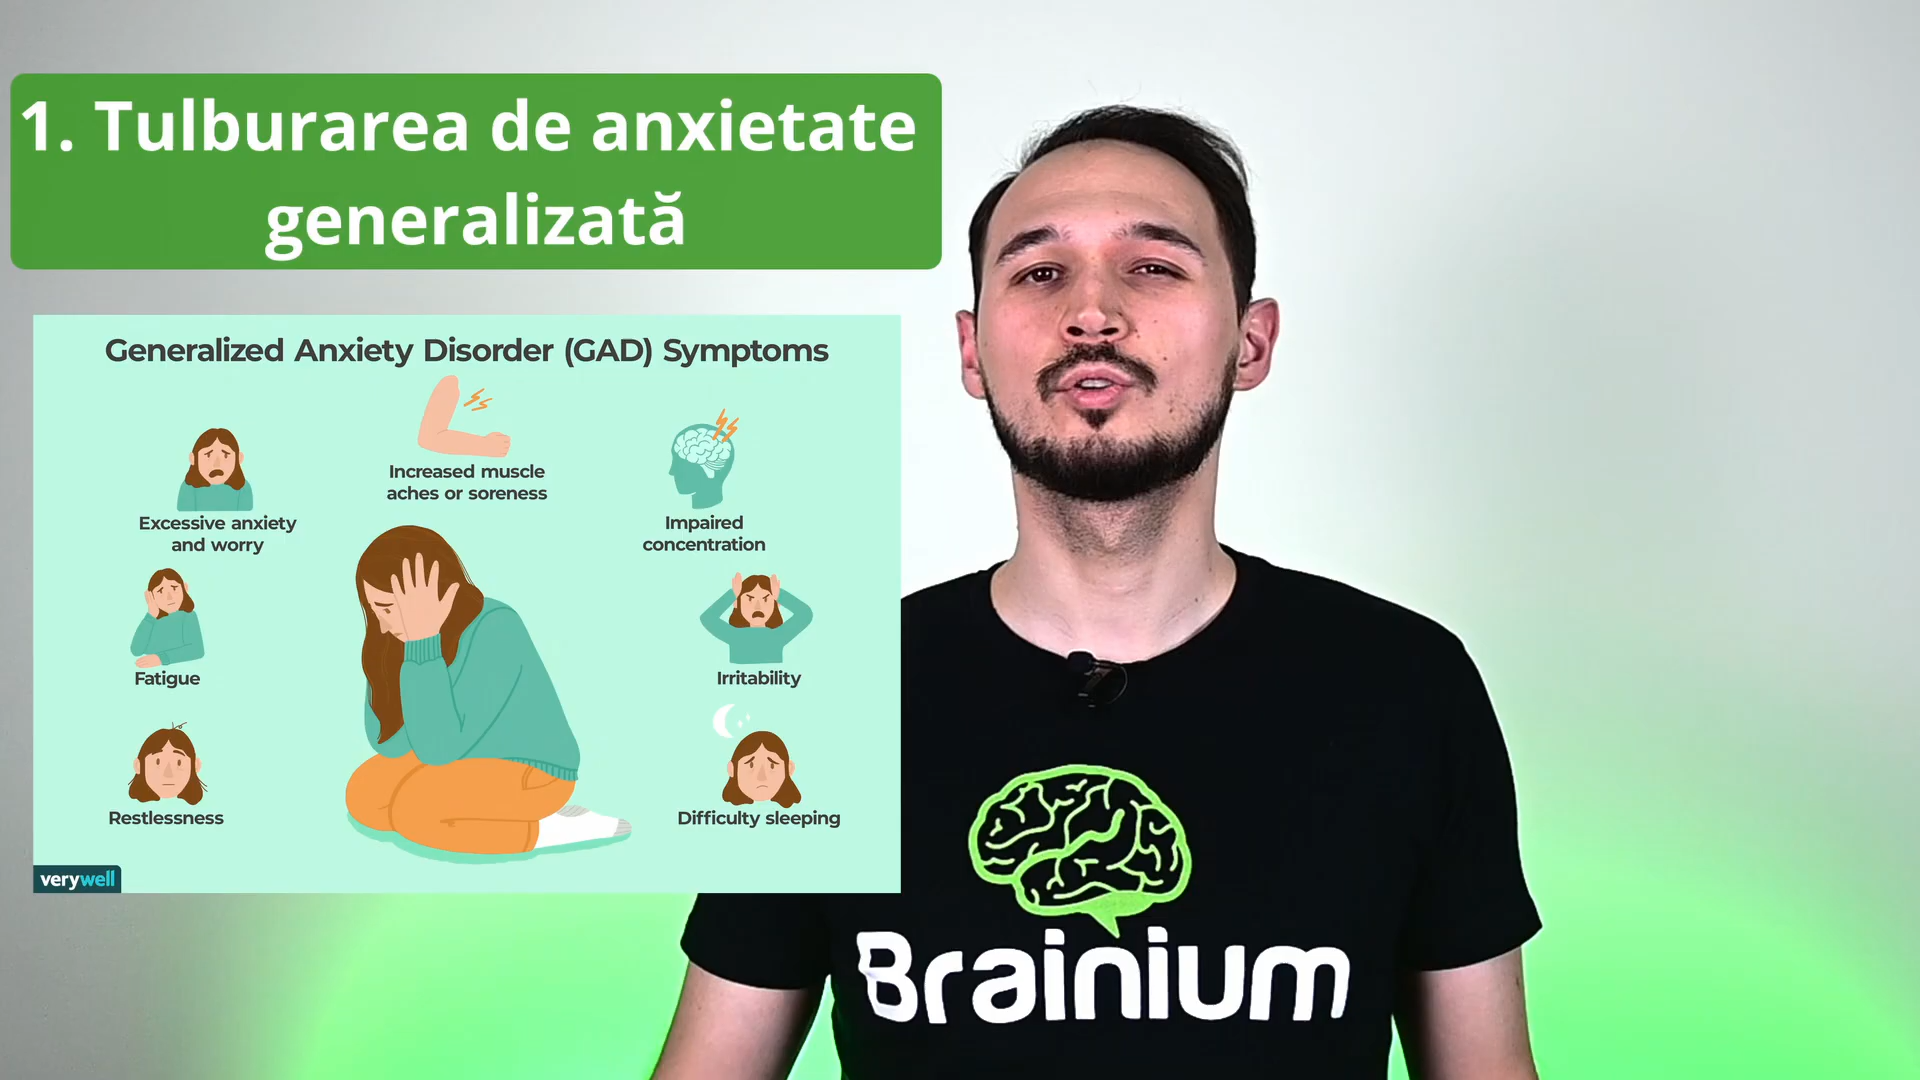 1. Tulburarea de anxietate
generalizată
Generalized Anxiety Disorder (GAD) Symptoms
Increased muscle
aches or soreness
Excessive anxiety
and worry
Impaired
concentration
Fatigue
Irritability
Restlessness
Difficulty sleeping
verywell
Brainium